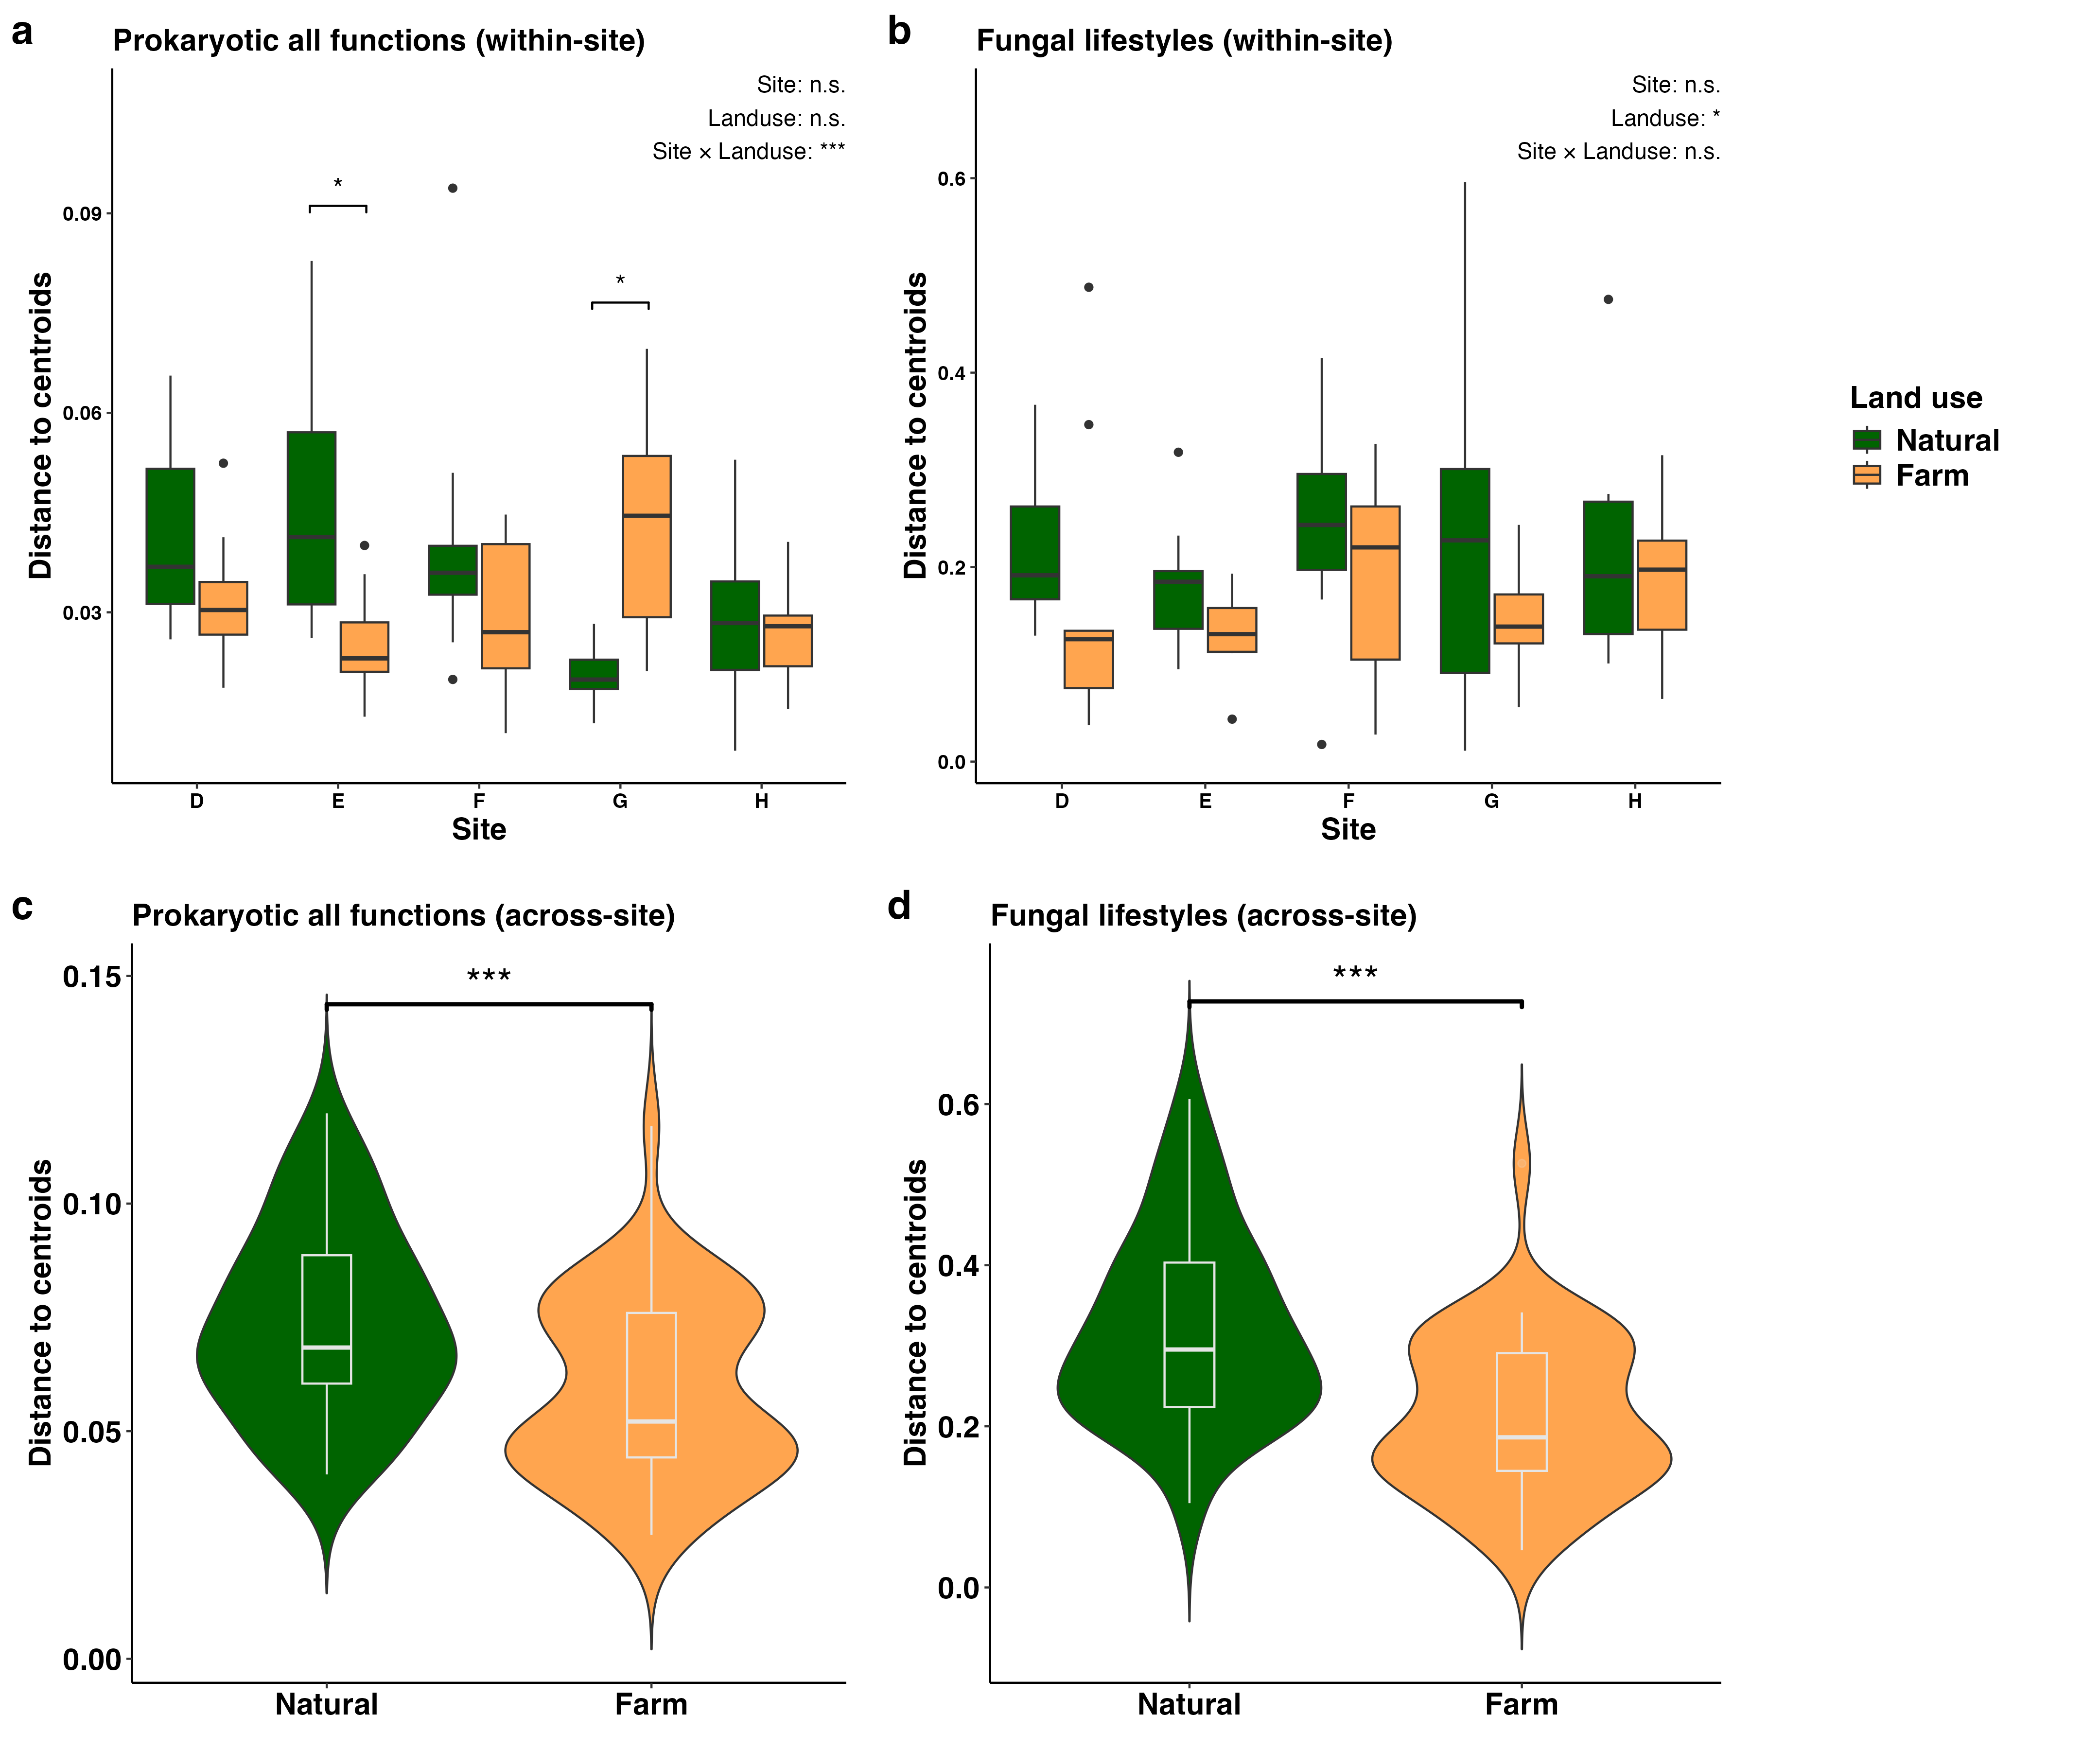 a
Prokaryotic all functions (within-site)
Site: n.s.
Landuse: n.s.
Site × Landuse: ***
*
*
0.09
0.06
0.03
Distance to centroids
D E F G H
Site
b
Fungal lifestyles (within-site)
Site: n.s.
Landuse: *
Site × Landuse: n.s.
0.6
0.4
0.2
0.0
Distance to centroids
D E F G H
Site
Land use
Natural
Farm
c
Prokaryotic all functions (across-site)
***
0.15
0.10
0.05
0.00
Distance to centroids
Natural Farm
d
Fungal lifestyles (across-site)
***
0.6
0.4
0.2
0.0
Distance to centroids
Natural Farm